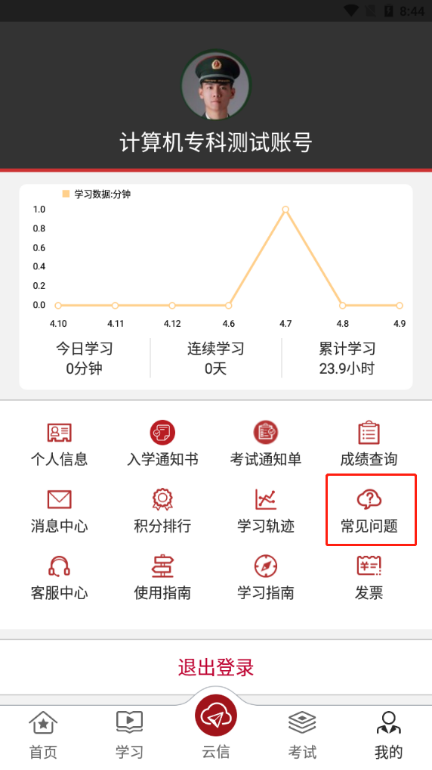 8:44
计算机专科测试账号
学习数据:分钟
1.0
0.8
0.6
0.4
0.2
0.0
4.10 4.11 4.12 4.6 4.7 4.8 4.9
今日学习 连续学习 累计学习
0分钟 0天 23.9小时
个人信息 入学通知书 考试通知单 成绩查询
消息中心 积分排行 学习轨迹 常见问题
客服中心 使用指南 学习指南 发票
退出登录
首页 学习 云信 考试 我的